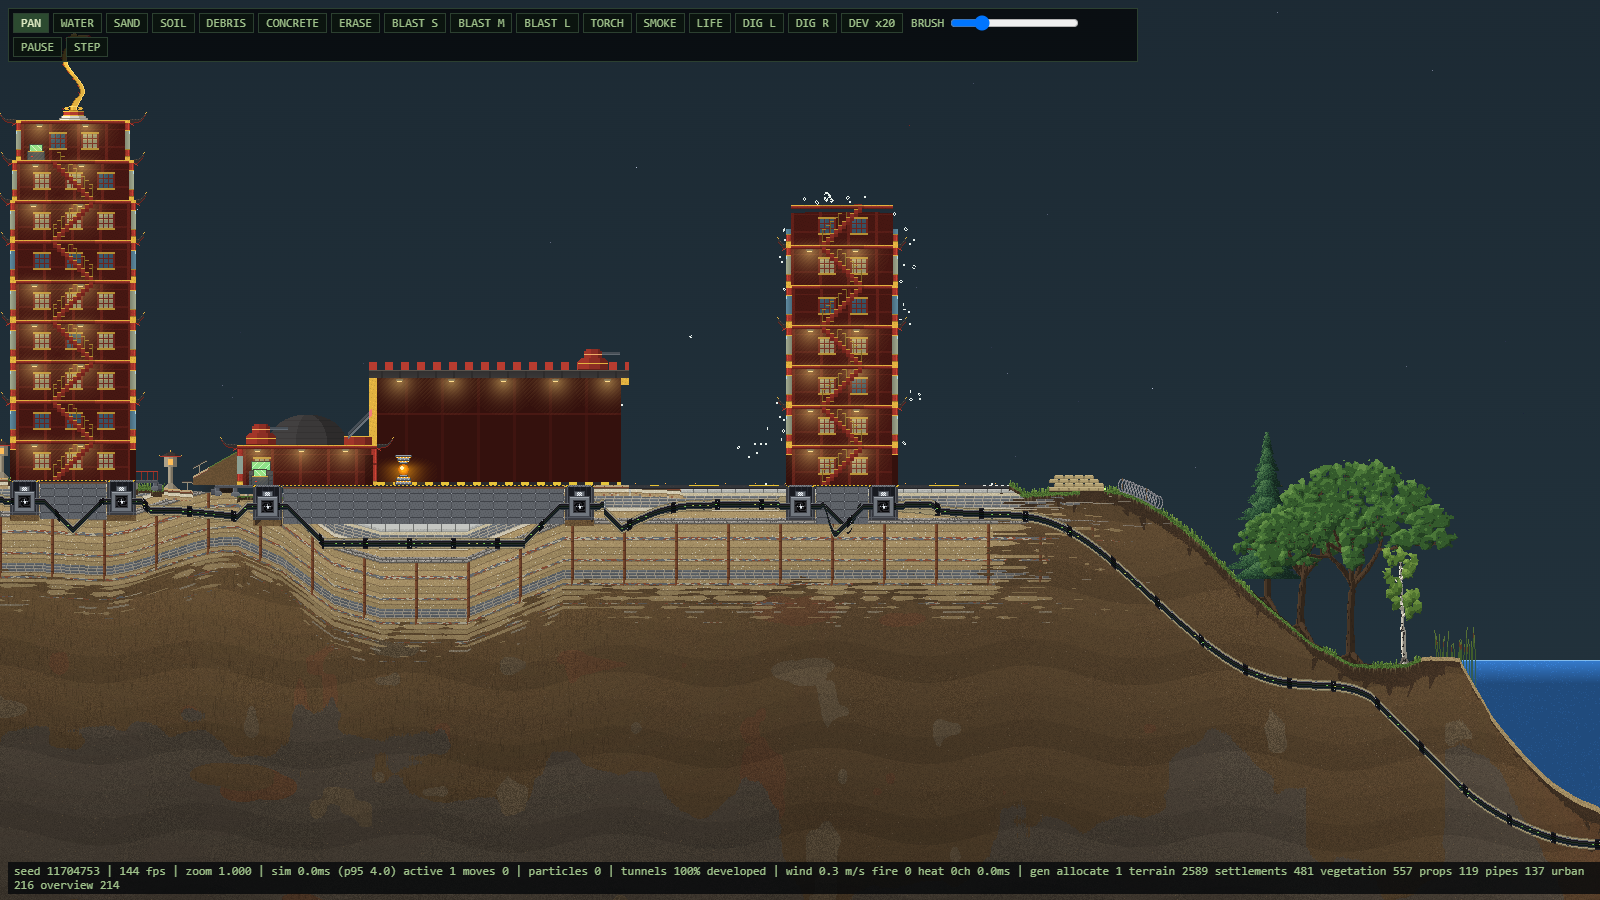 PAN WATER SAND SOIL DEBRIS CONCRETE ERASE BLAST S BLAST M BLAST L TORCH SMOKE LIFE DIG L DIG R DEV x20 BRUSH
PAUSE STEP
seed 11704753 | 144 fps | zoom 1.000 | sim 0.0ms (p95 4.0) active 1 moves 0 | particles 0 | tunnels 100% developed | wind 0.3 m/s fire 0 heat 0ch 0.0ms | gen allocate 1 terrain 2589 settlements 481 vegetation 557 props 119 pipes 137 urban
216 overview 214